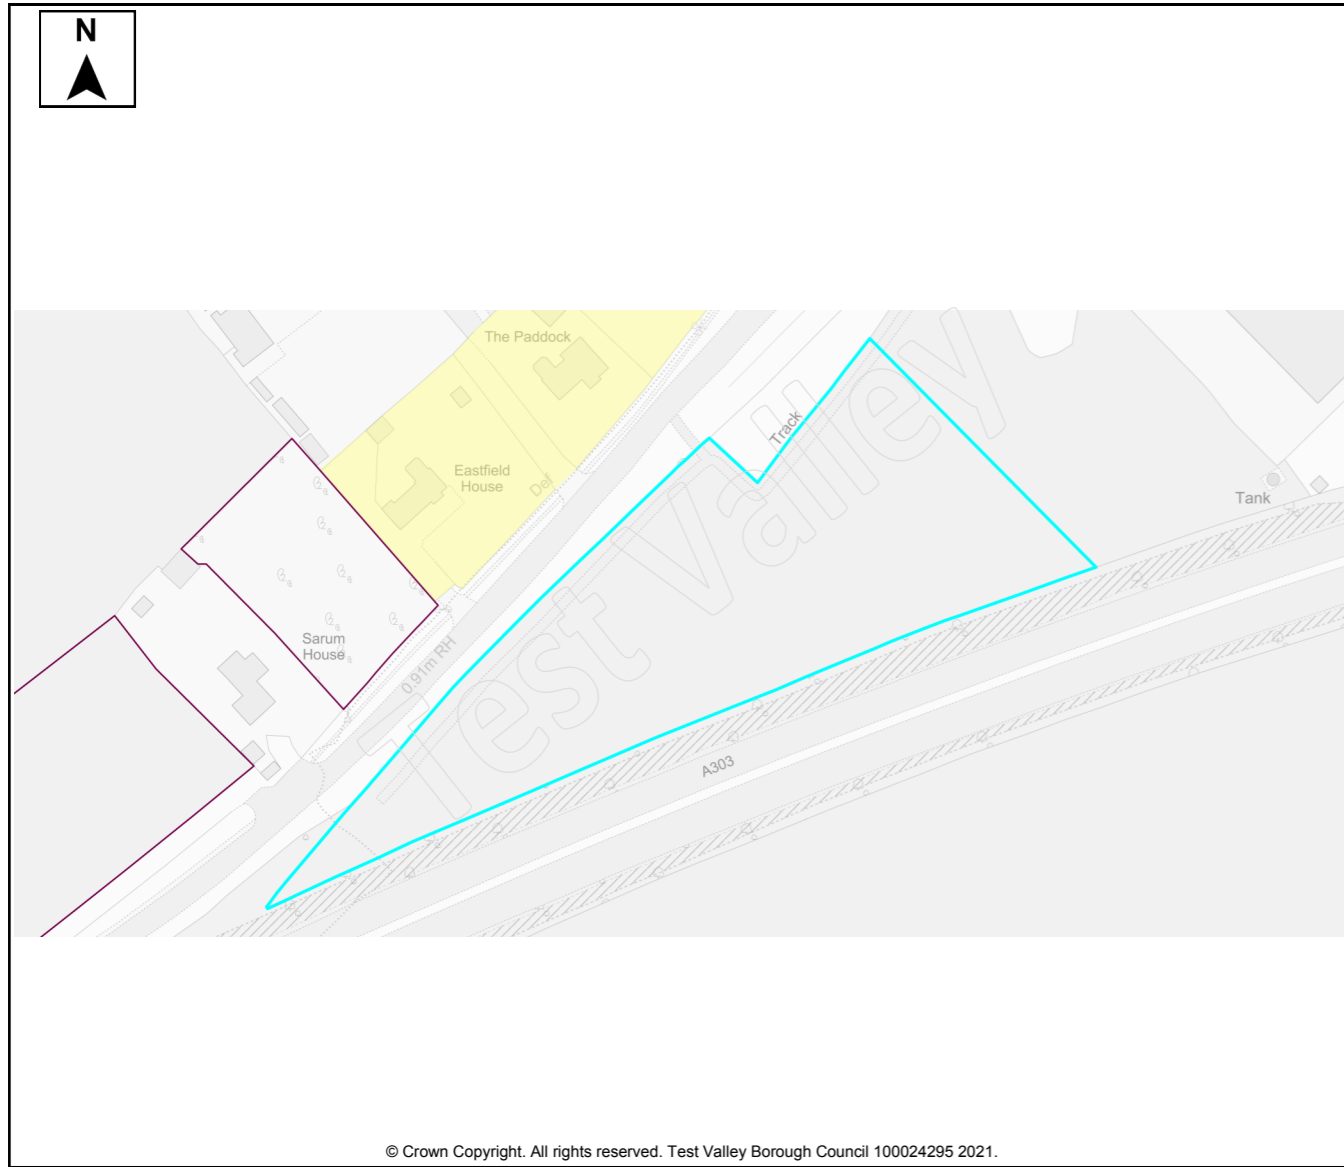 N
The Paddock
Track
Eastfield
House
Def
Test Valley
Tank
Sarum
House
0.91m RH
A303
© Crown Copyright. All rights reserved. Test Valley Borough Council 100024295 2021.